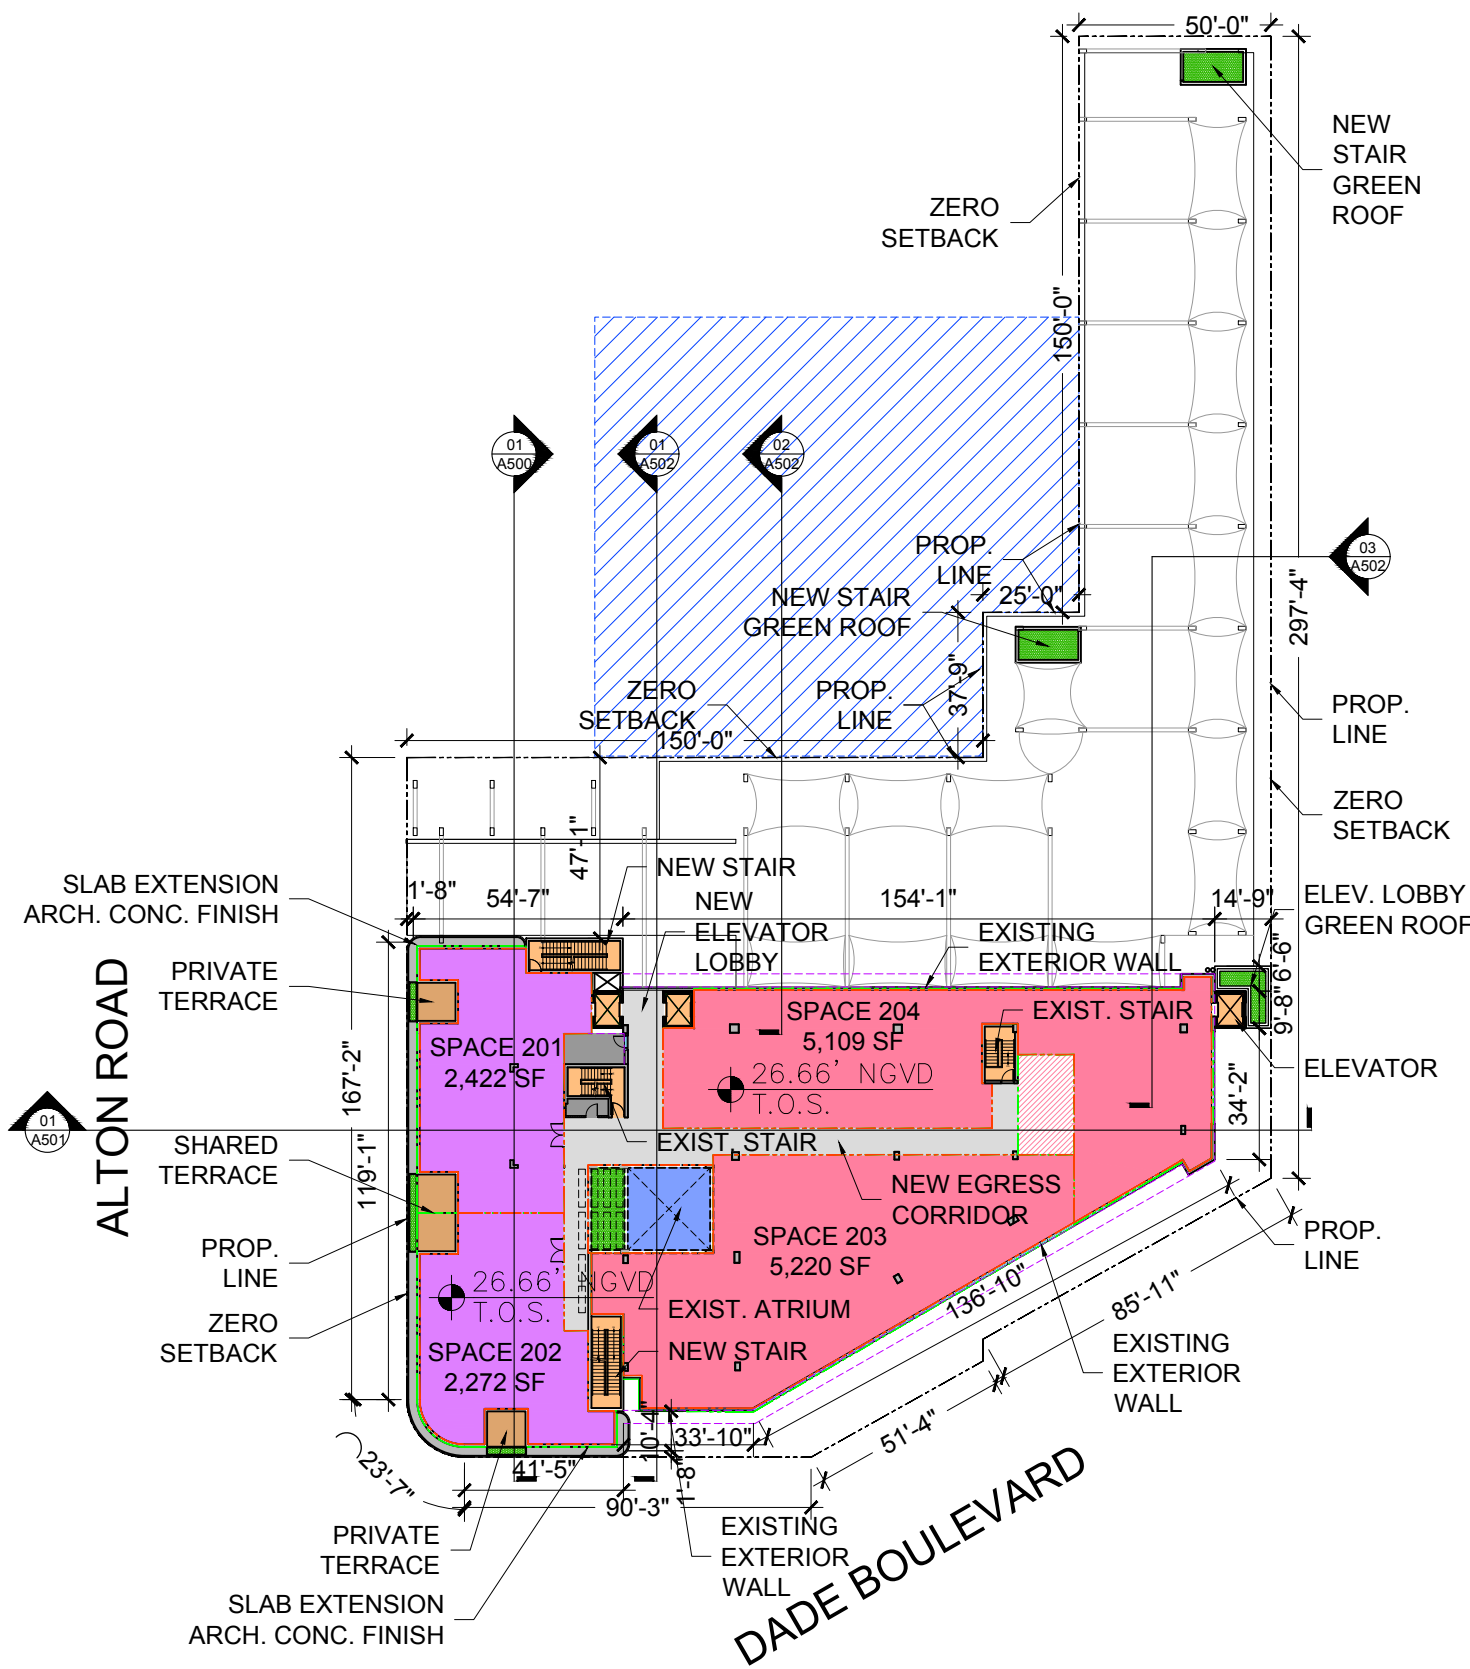 50'-0"
NEW
STAIR
GREEN
ROOF
ZERO
SETBACK
150'-0"
297'-4"
01
A500
01
A502
02
A502
03
A502
PROP.
LINE
25'-0"
NEW STAIR
GREEN ROOF
37'-9"
ZERO
SETBACK
PROP.
LINE
150'-0"
PROP.
LINE
ZERO
SETBACK
47'-1"
NEW STAIR
SLAB EXTENSION
ARCH. CONC. FINISH
1'-8"
54'-7"
NEW
ELEVATOR
LOBBY
154'-1"
14'-9"
ELEV. LOBBY
GREEN ROOF
EXISTING
EXTERIOR WALL
6'-6"
9'-8"
PRIVATE
TERRACE
ALTON ROAD
167'-2"
119'-1"
SPACE 201
2,422 SF
SPACE 204
5,109 SF
EXIST. STAIR
26.66' NGVD
T.O.S.
ELEVATOR
34'-2"
01
A501
SHARED
TERRACE
EXIST. STAIR
NEW EGRESS
CORRIDOR
PROP.
LINE
SPACE 203
5,220 SF
PROP.
LINE
26.66' NGVD
T.O.S.
EXIST. ATRIUM
136'-10"
85'-11"
ZERO
SETBACK
SPACE 202
2,272 SF
NEW STAIR
EXISTING
EXTERIOR
WALL
10'-4"
33'-10"
51'-4"
23'-7"
41'-5"
1'-8"
90'-3"
PRIVATE
TERRACE
EXISTING
EXTERIOR
WALL
DADE BOULEVARD
SLAB EXTENSION
ARCH. CONC. FINISH